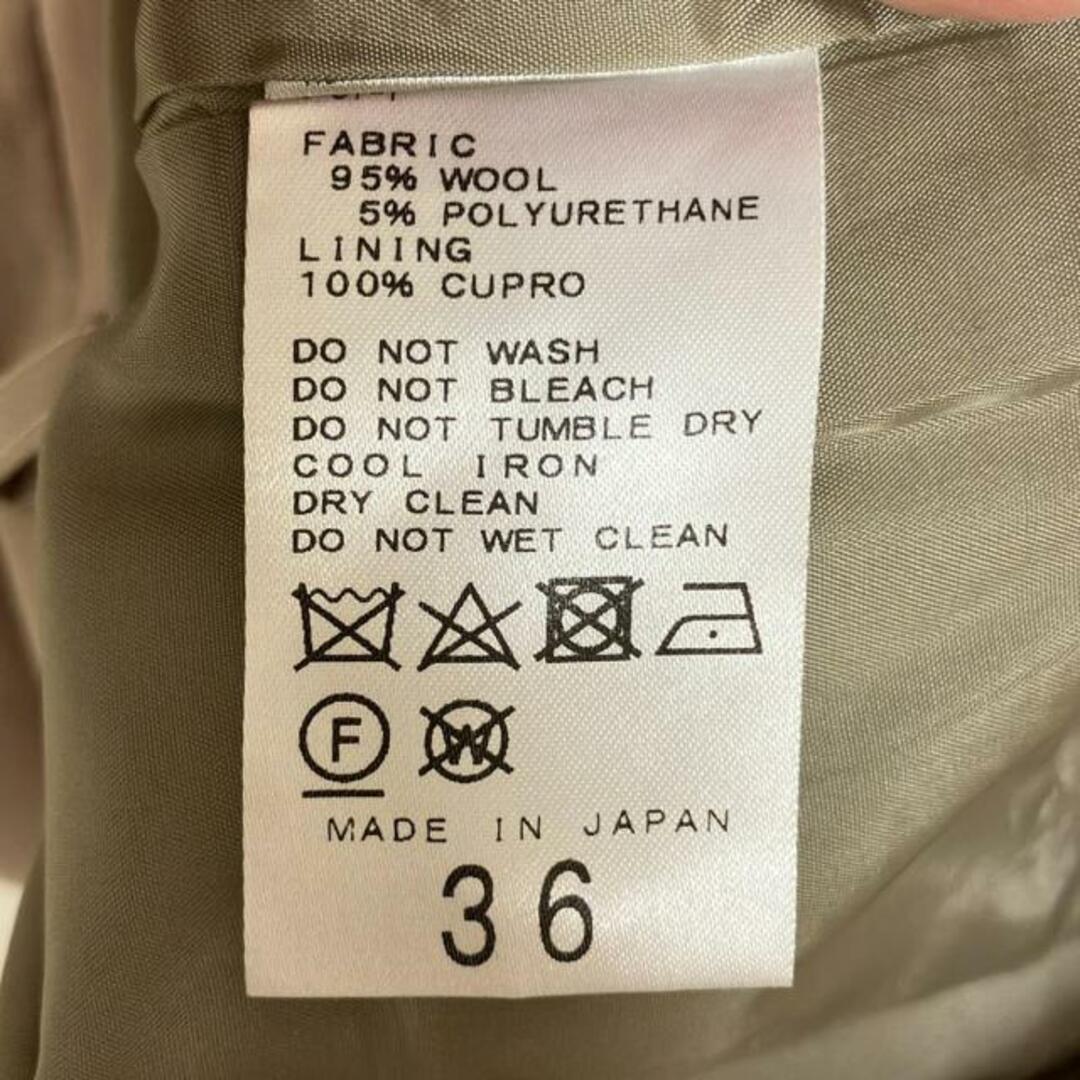 FABRIC
95% WOOL
5% POLYURETHANE
LINING
100% CUPRO
DO NOT WASH
DO NOT BLEACH
DO NOT TUMBLE DRY
COOL IRON
DRY CLEAN
DO NOT WET CLEAN
F W
MADE IN JAPAN
36